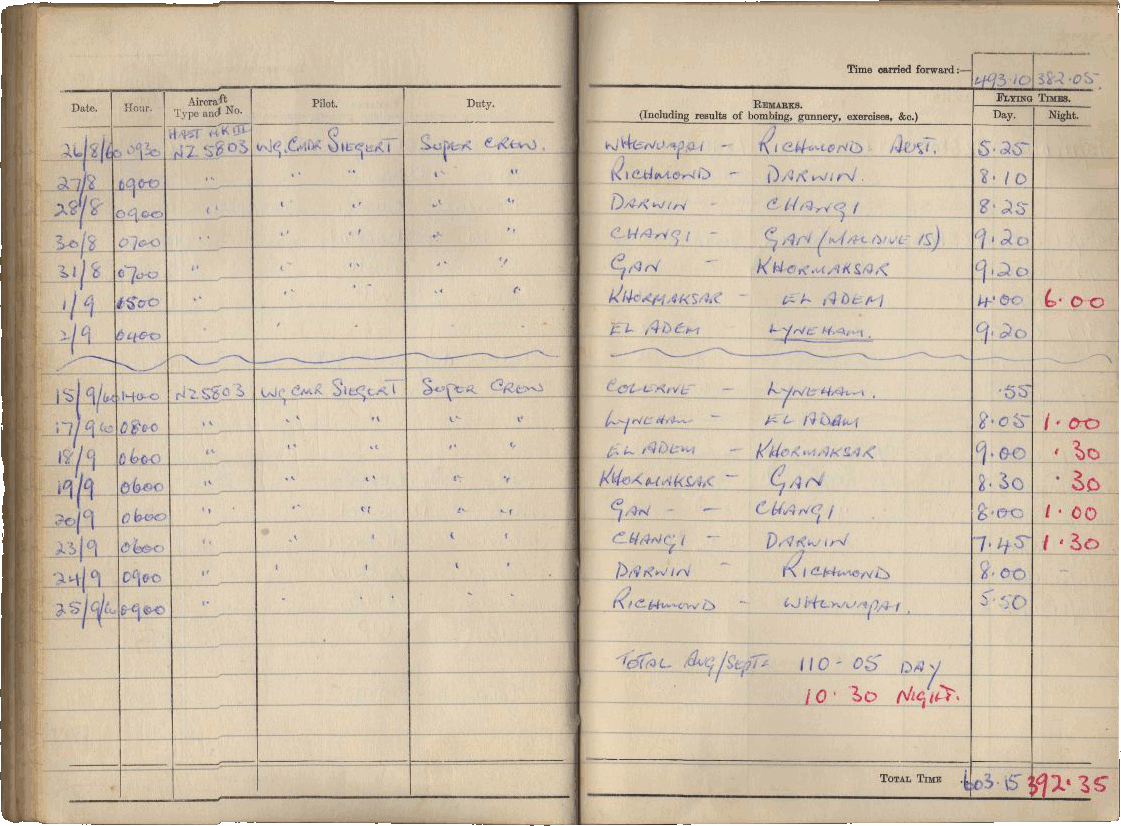 Time carried forward:— 493.10 382.05.
Date. Hour. Aircraft Type and No. Pilot. Duty. REMARKS. (Including results of bombing, gunnery, exercises, &c.) FLYING TIMES. Day. Night.
HAST MK III
26/8/60 0930 NZ 5803 WG. CMDR SIEGERT SUPER CREW. WHENUAPAI - RICHMOND AUST. 5.25
27/8 0900 " " " " " RICHMOND - DARWIN. 8.10
28/8 0900 " " " " " DARWIN - CHANGI 8.25
30/8 0700 " " " " " CHANGI - GAN (MALDIVE IS) 9.20
31/8 0700 " " " " " GAN - KHORMAKSAR 9.20
1/9 0500 " " " " " KHORMAKSAR - EL ADEM 4.00 6.00
2/9 0400 " " " " " EL ADEM LYNEHAM. 9.20
15/9/60 1400 NZ 5803 WG. CMR SIEGERT SUPER CREW COLERNE - LYNEHAM. .55
17/9/60 0800 " " " " " LYNEHAM - EL ADAM 8.05 1.00
18/9 0600 " " " " " EL ADEM - KHORMAKSAR 9.00 .30
19/9 0600 " " " " " KHORMAKSAR - GAN 8.30 .30
20/9 0600 " " " " " GAN - - CHANGI 8.00 1.00
23/9 0600 " " " " " CHANGI - DARWIN 7.45 1.30
24/9 0900 " " " " " DARWIN - RICHMOND 8.00 -
25/9/60 0900 " " " " " RICHMOND - WHENUAPAI. 5.50
TOTAL AUG/SEPT = 110-05 DAY
10.30 NIGHT.
TOTAL TIME 603.15 392.35